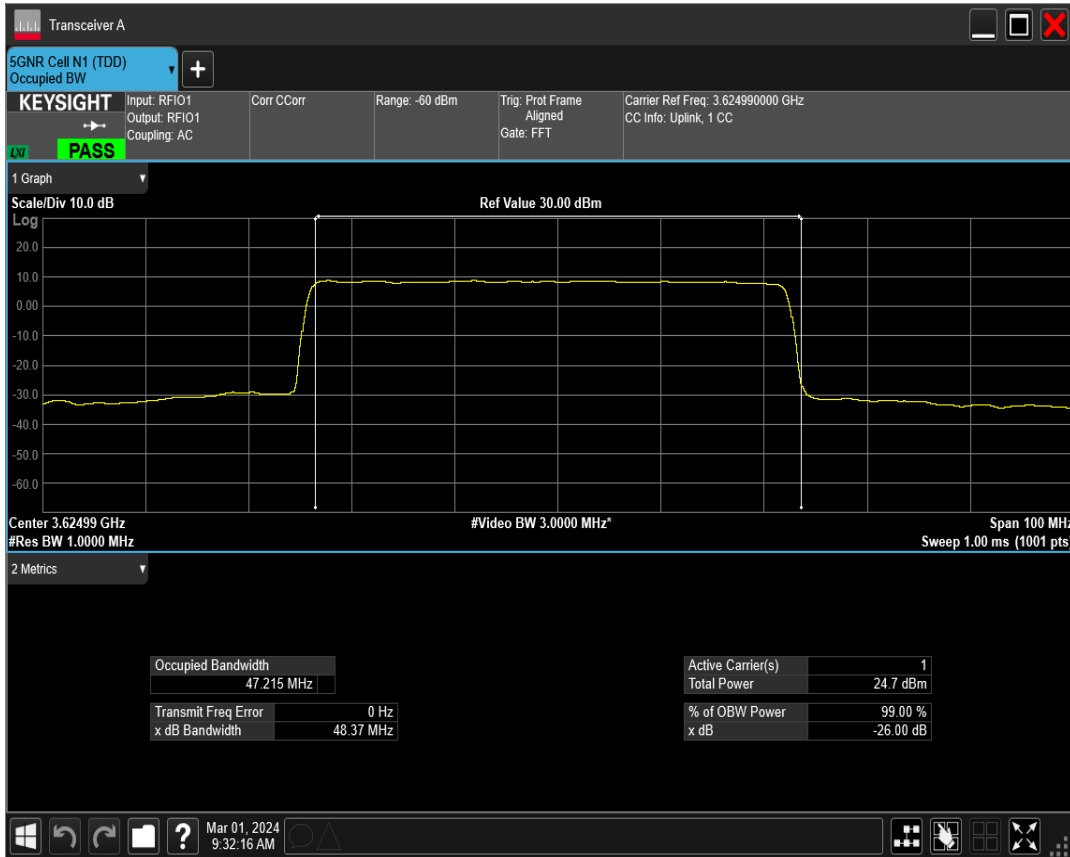 Transceiver A
5GNR Cell N1 (TDD)
Occupied BW
+
KEYSIGHT
LXI
PASS
Input: RFIO1
Output: RFIO1
Coupling: AC
Corr CCorr
Range: -60 dBm
Trig: Prot Frame
Aligned
Gate: FFT
Carrier Ref Freq: 3.624990000 GHz
CC Info: Uplink, 1 CC
1 Graph
Scale/Div 10.0 dB
Ref Value 30.00 dBm
Log
20.0
10.0
0.00
-10.0
-20.0
-30.0
-40.0
-50.0
-60.0
Center 3.62499 GHz
#Video BW 3.0000 MHz*
Span 100 MHz
#Res BW 1.0000 MHz
Sweep 1.00 ms (1001 pts)
2 Metrics
Occupied Bandwidth
47.215 MHz
Transmit Freq Error 0 Hz
x dB Bandwidth 48.37 MHz
Active Carrier(s) 1
Total Power 24.7 dBm
% of OBW Power 99.00 %
x dB -26.00 dB
?
Mar 01, 2024
9:32:16 AM